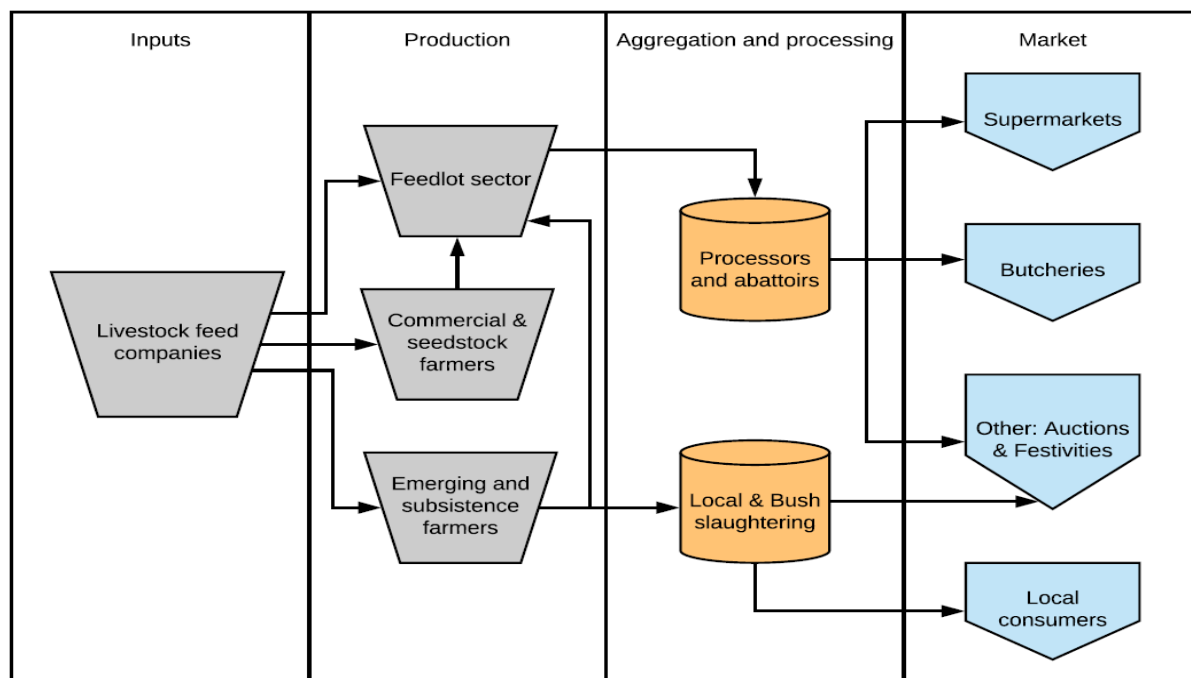 Inputs
Production
Aggregation and processing
Market
Livestock feed
companies
Feedlot sector
Commercial &
seedstock
farmers
Emerging and
subsistence
farmers
Processors
and abattoirs
Local & Bush
slaughtering
Supermarkets
Butcheries
Other: Auctions
& Festivities
Local
consumers